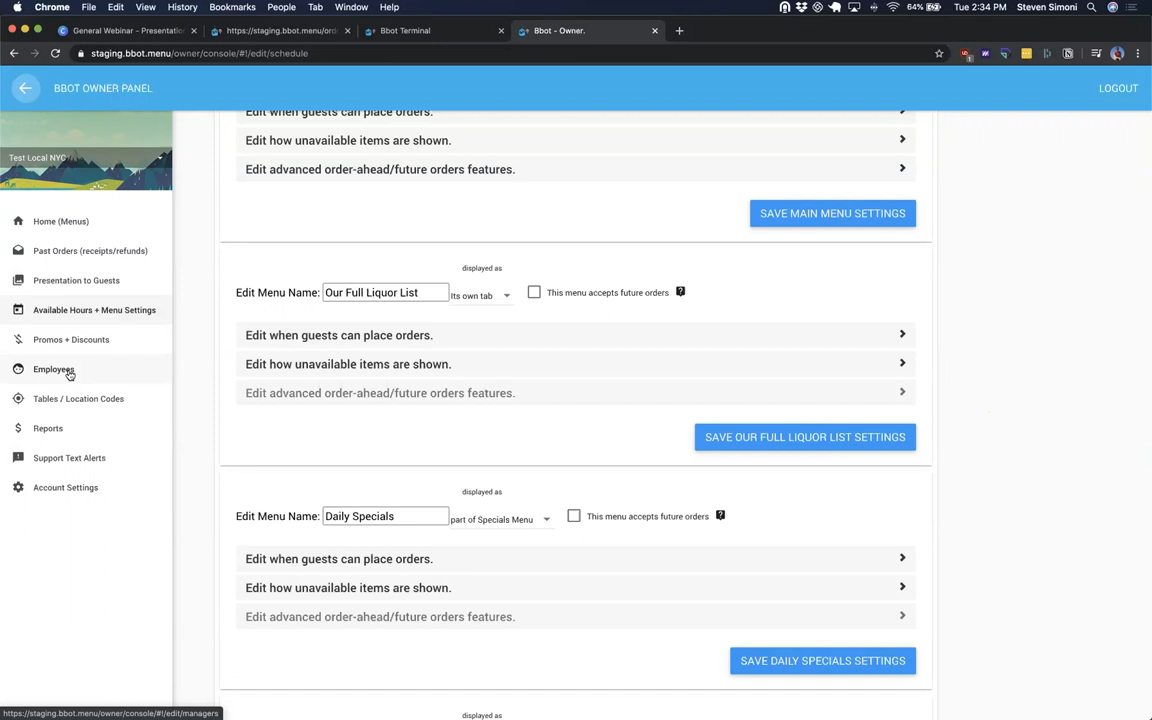 Chrome File Edit View History Bookmarks People Tab Window Help 64% Tue 2:34 PM Steven Simoni
General Webinar - Presentatio × https://staging.bbot.menu/ord × Bbot Terminal × Bbot - Owner. × +
staging.bbot.menu/owner/console/#!/edit/schedule
BBOT OWNER PANEL LOGOUT
Test Local NYC
Home (Menus)
Past Orders (receipts/refunds)
Presentation to Guests
Available Hours + Menu Settings
Promos + Discounts
Employees
Tables / Location Codes
Reports
Support Text Alerts
Account Settings
Edit when guests can place orders.
Edit how unavailable items are shown.
Edit advanced order-ahead/future orders features.
SAVE MAIN MENU SETTINGS
displayed as
Edit Menu Name: Our Full Liquor List Its own tab This menu accepts future orders
Edit when guests can place orders.
Edit how unavailable items are shown.
Edit advanced order-ahead/future orders features.
SAVE OUR FULL LIQUOR LIST SETTINGS
displayed as
Edit Menu Name: Daily Specials part of Specials Menu This menu accepts future orders
Edit when guests can place orders.
Edit how unavailable items are shown.
Edit advanced order-ahead/future orders features.
SAVE DAILY SPECIALS SETTINGS
displayed as
https://staging.bbot.menu/owner/console/#!/edit/managers